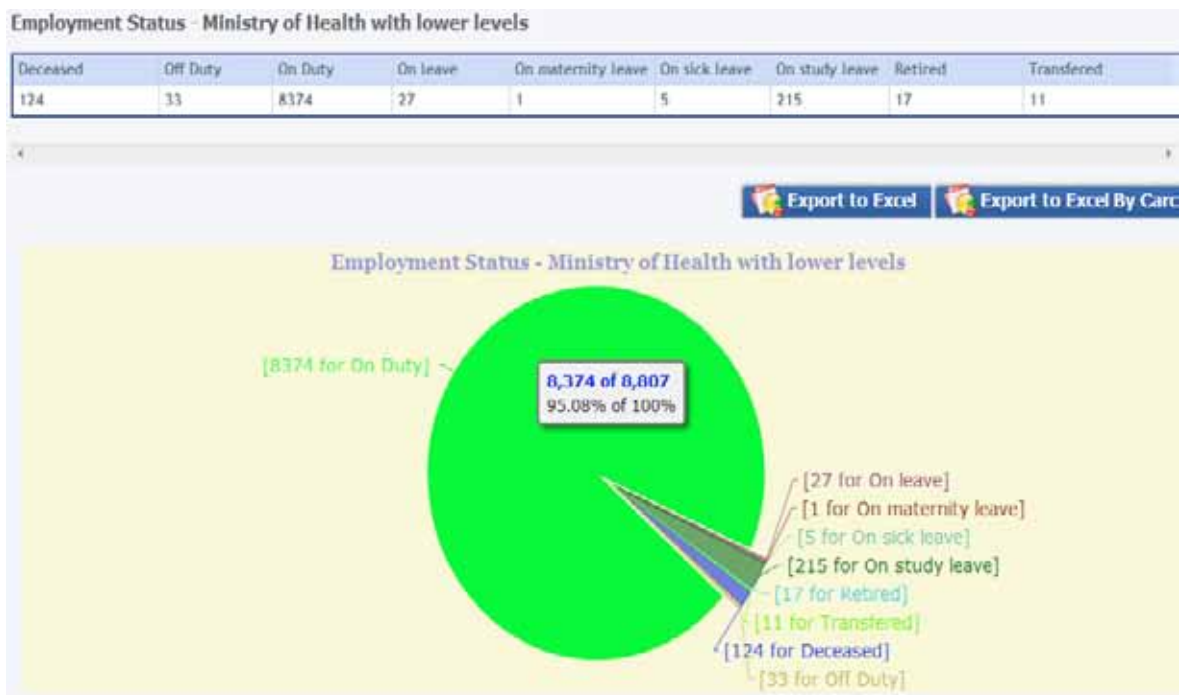 Employment Status - Ministry of Health with lower levels
Deceased Off Duty On Duty On leave On maternity leave On sick leave On study leave Retired Transfered
124 33 8374 27 1 5 215 17 11
Export to Excel Export to Excel By Carc
Employment Status - Ministry of Health with lower levels
[8374 for On Duty]
8,374 of 8,807
95.08% of 100%
[27 for On leave]
[1 for On maternity leave]
[5 for On sick leave]
[215 for On study leave]
[17 for Retired]
[11 for Transfered]
[124 for Deceased]
[33 for Off Duty]